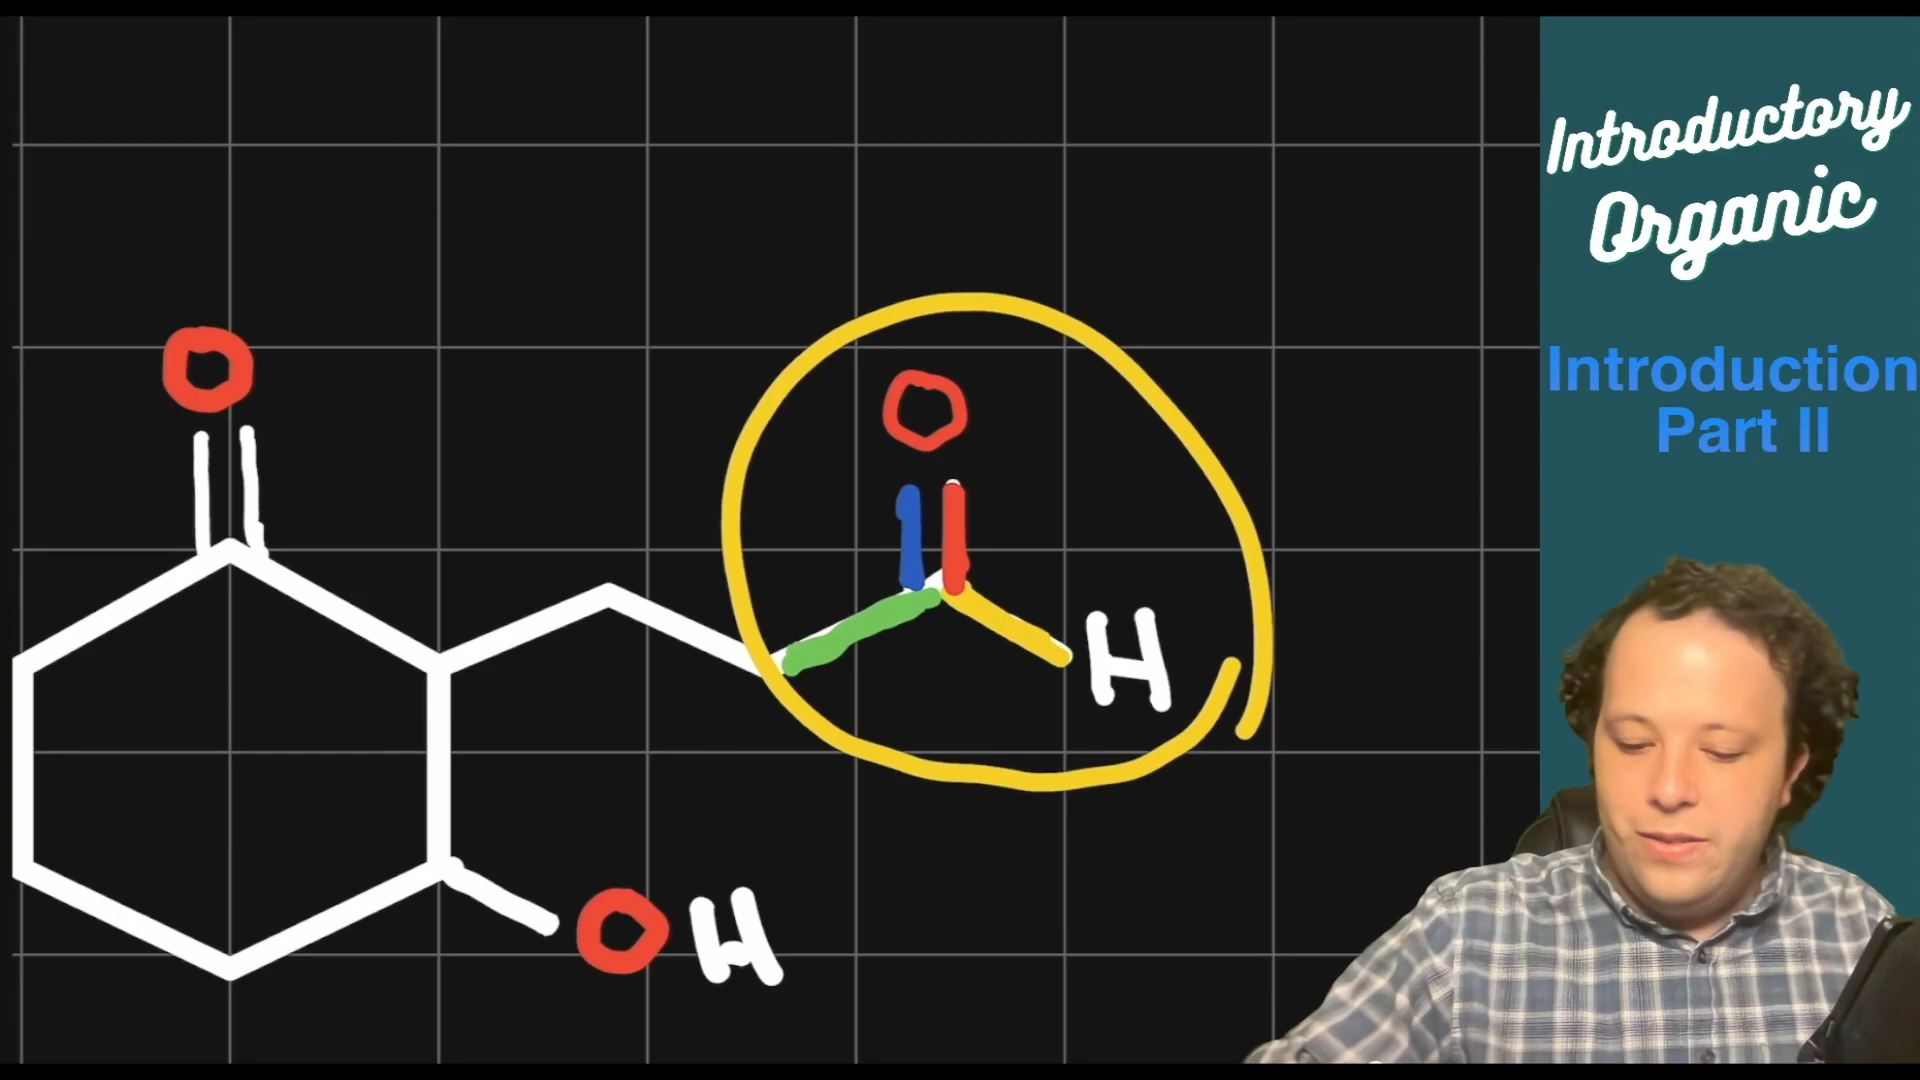 Introductory
Organic
Introduction
Part II
O
O
H
OH